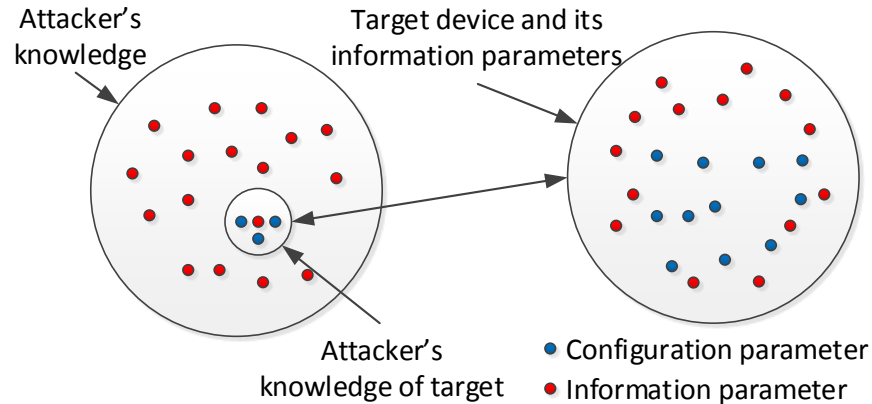 Attacker's
knowledge
Target device and its
information parameters
Attacker's
knowledge of target
Configuration parameter
Information parameter